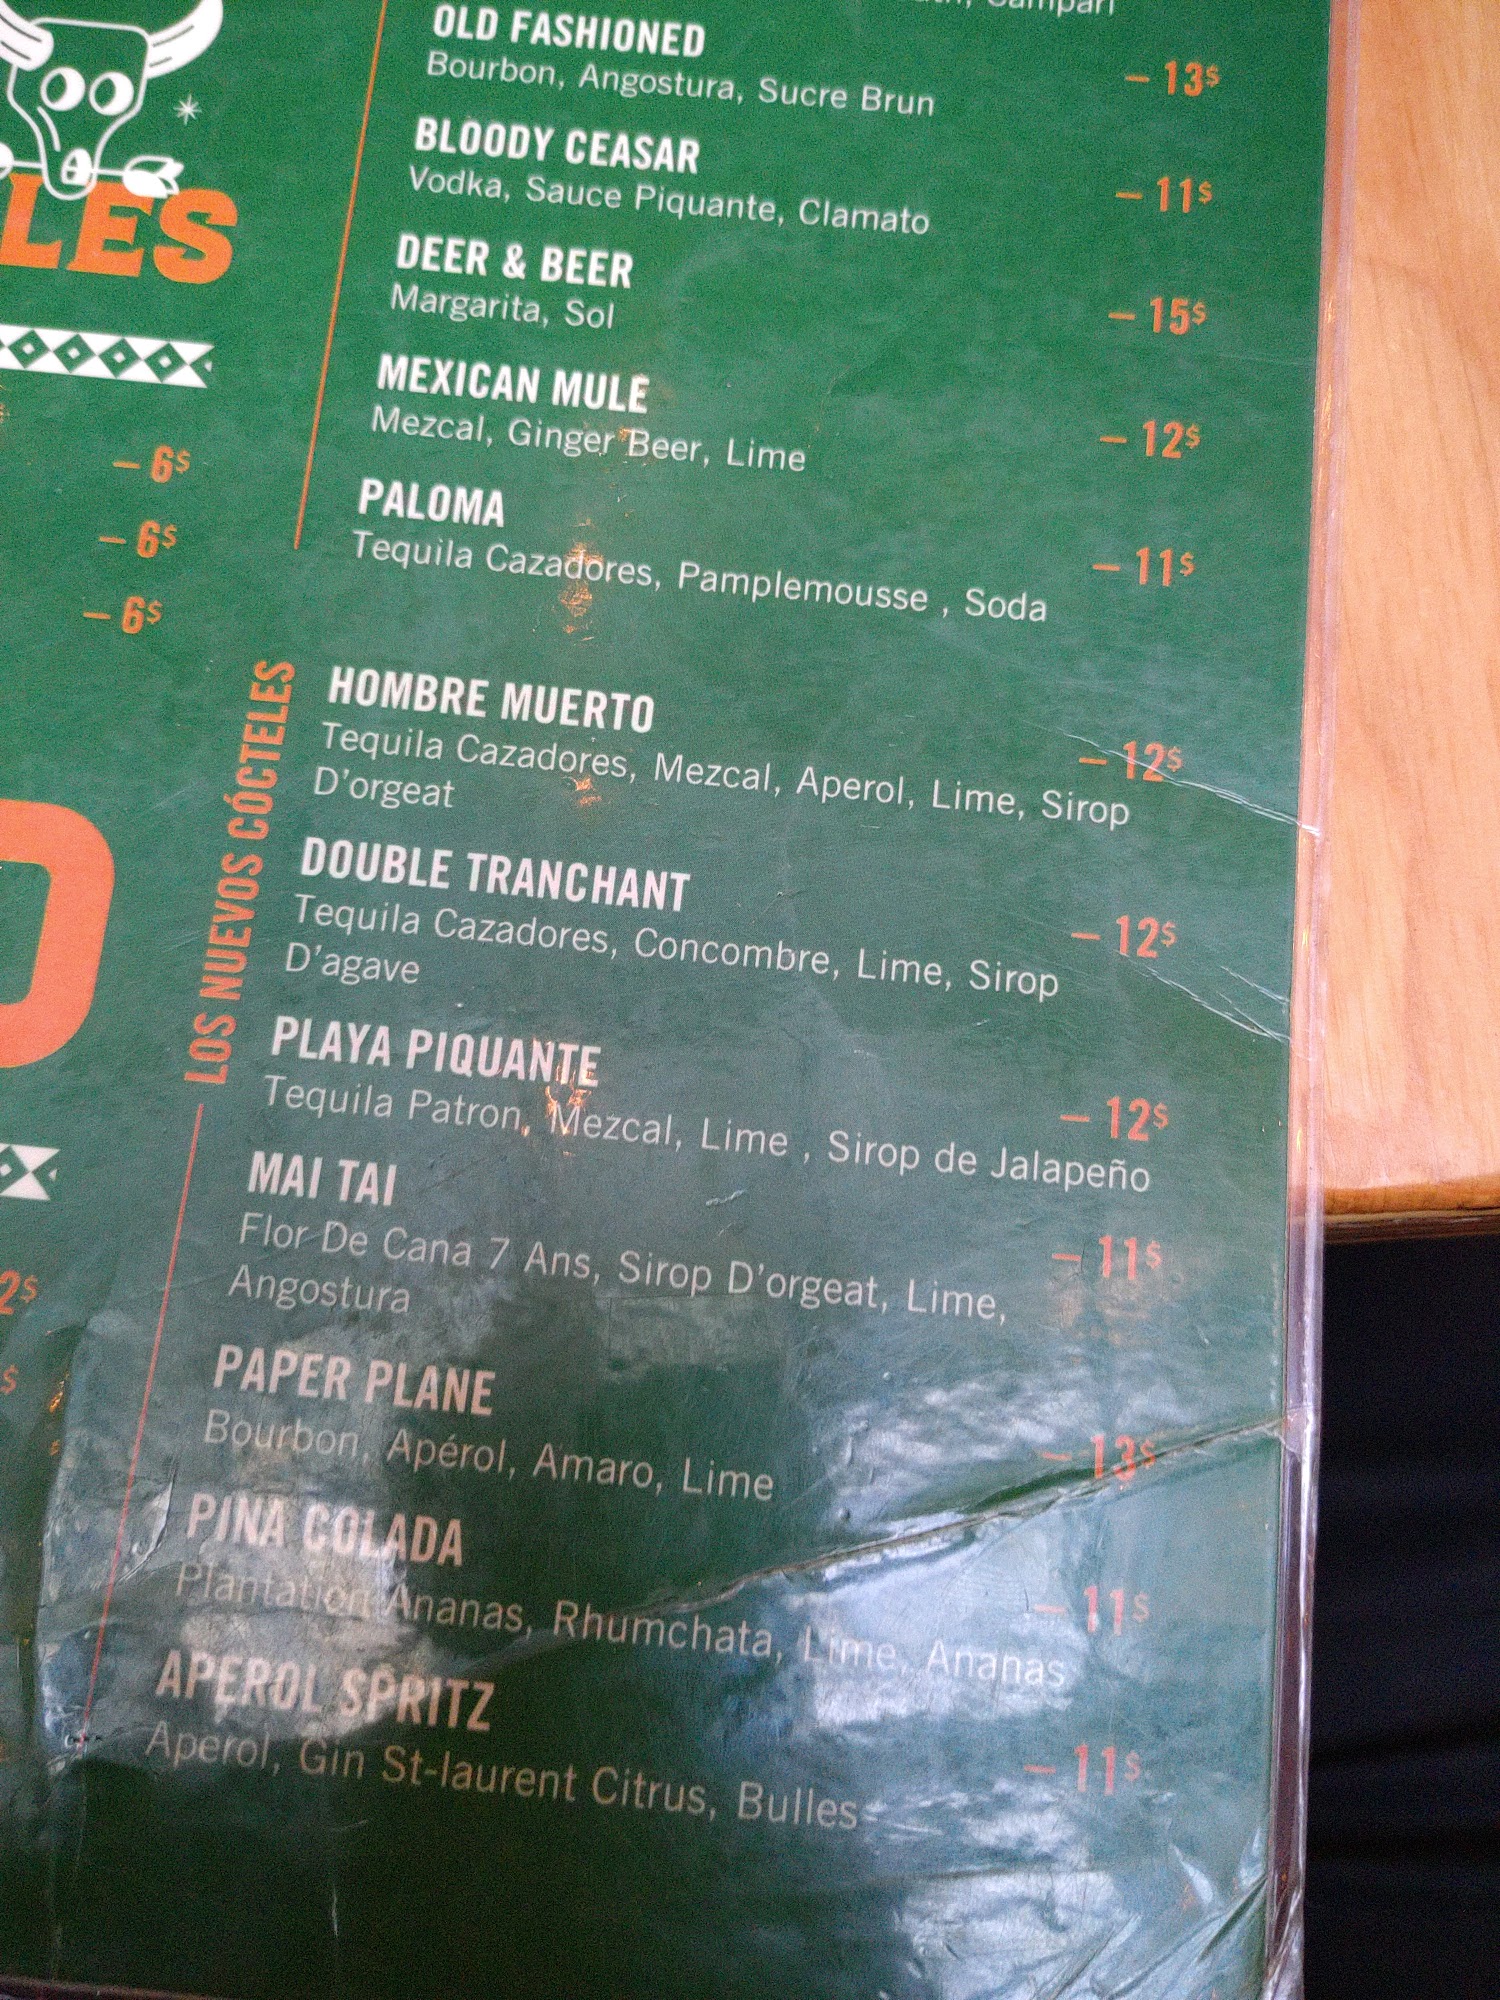 Campari
OLD FASHIONED
– 13$
Bourbon, Angostura, Sucre Brun
BLOODY CEASAR
– 11$
Vodka, Sauce Piquante, Clamato
DEER & BEER
– 15$
Margarita, Sol
MEXICAN MULE
– 12$
Mezcal, Ginger Beer, Lime
PALOMA
– 11$
Tequila Cazadores, Pamplemousse , Soda
LES
– 6$
– 6$
– 6$
LOS NUEVOS CÓCTELES
HOMBRE MUERTO
– 12$
Tequila Cazadores, Mezcal, Aperol, Lime, Sirop
D'orgeat
DOUBLE TRANCHANT
– 12$
Tequila Cazadores, Concombre, Lime, Sirop
D'agave
PLAYA PIQUANTE
– 12$
Tequila Patron, Mezcal, Lime , Sirop de Jalapeño
MAI TAI
– 11$
Flor De Cana 7 Ans, Sirop D'orgeat, Lime,
Angostura
PAPER PLANE
– 13$
Bourbon, Apérol, Amaro, Lime
PINA COLADA
– 11$
Plantation Ananas, Rhumchata, Lime, Ananas
APEROL SPRITZ
– 11$
Aperol, Gin St-laurent Citrus, Bulles
2$
$